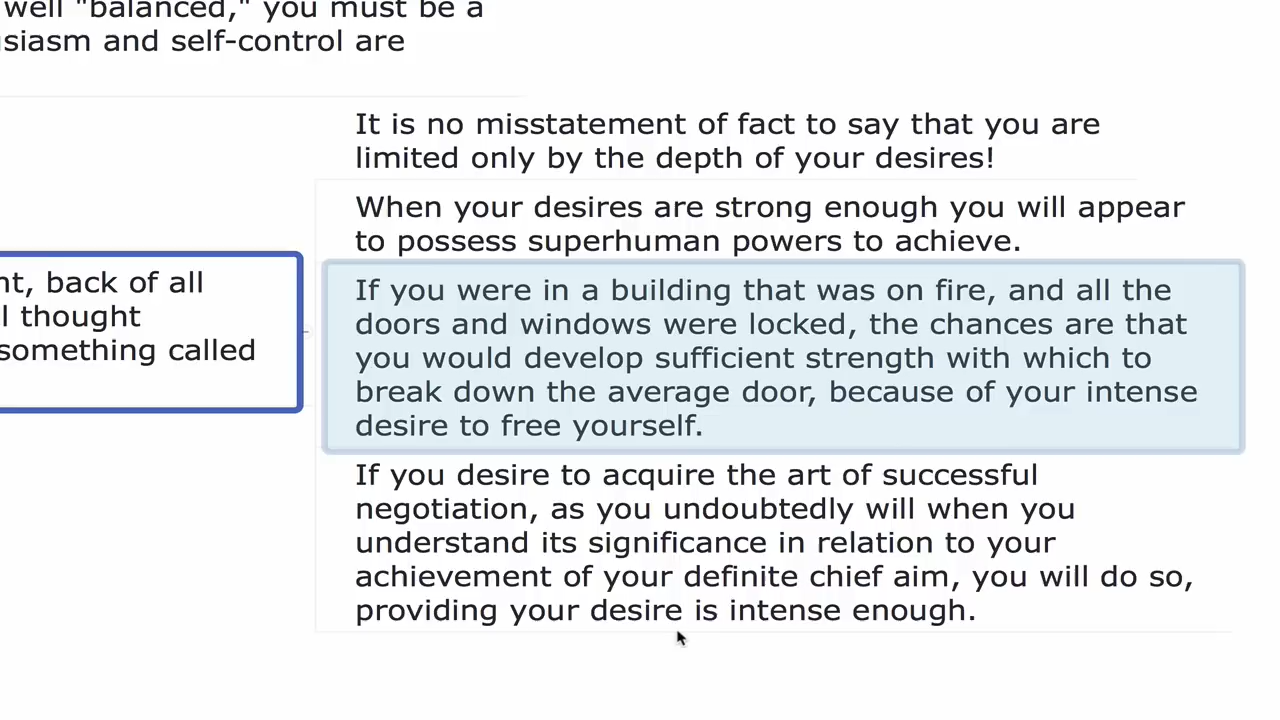 well "balanced," you must be a
siasm and self-control are
It is no misstatement of fact to say that you are
limited only by the depth of your desires!
When your desires are strong enough you will appear
to possess superhuman powers to achieve.
nt, back of all
l thought
something called
If you were in a building that was on fire, and all the
doors and windows were locked, the chances are that
you would develop sufficient strength with which to
break down the average door, because of your intense
desire to free yourself.
If you desire to acquire the art of successful
negotiation, as you undoubtedly will when you
understand its significance in relation to your
achievement of your definite chief aim, you will do so,
providing your desire is intense enough.